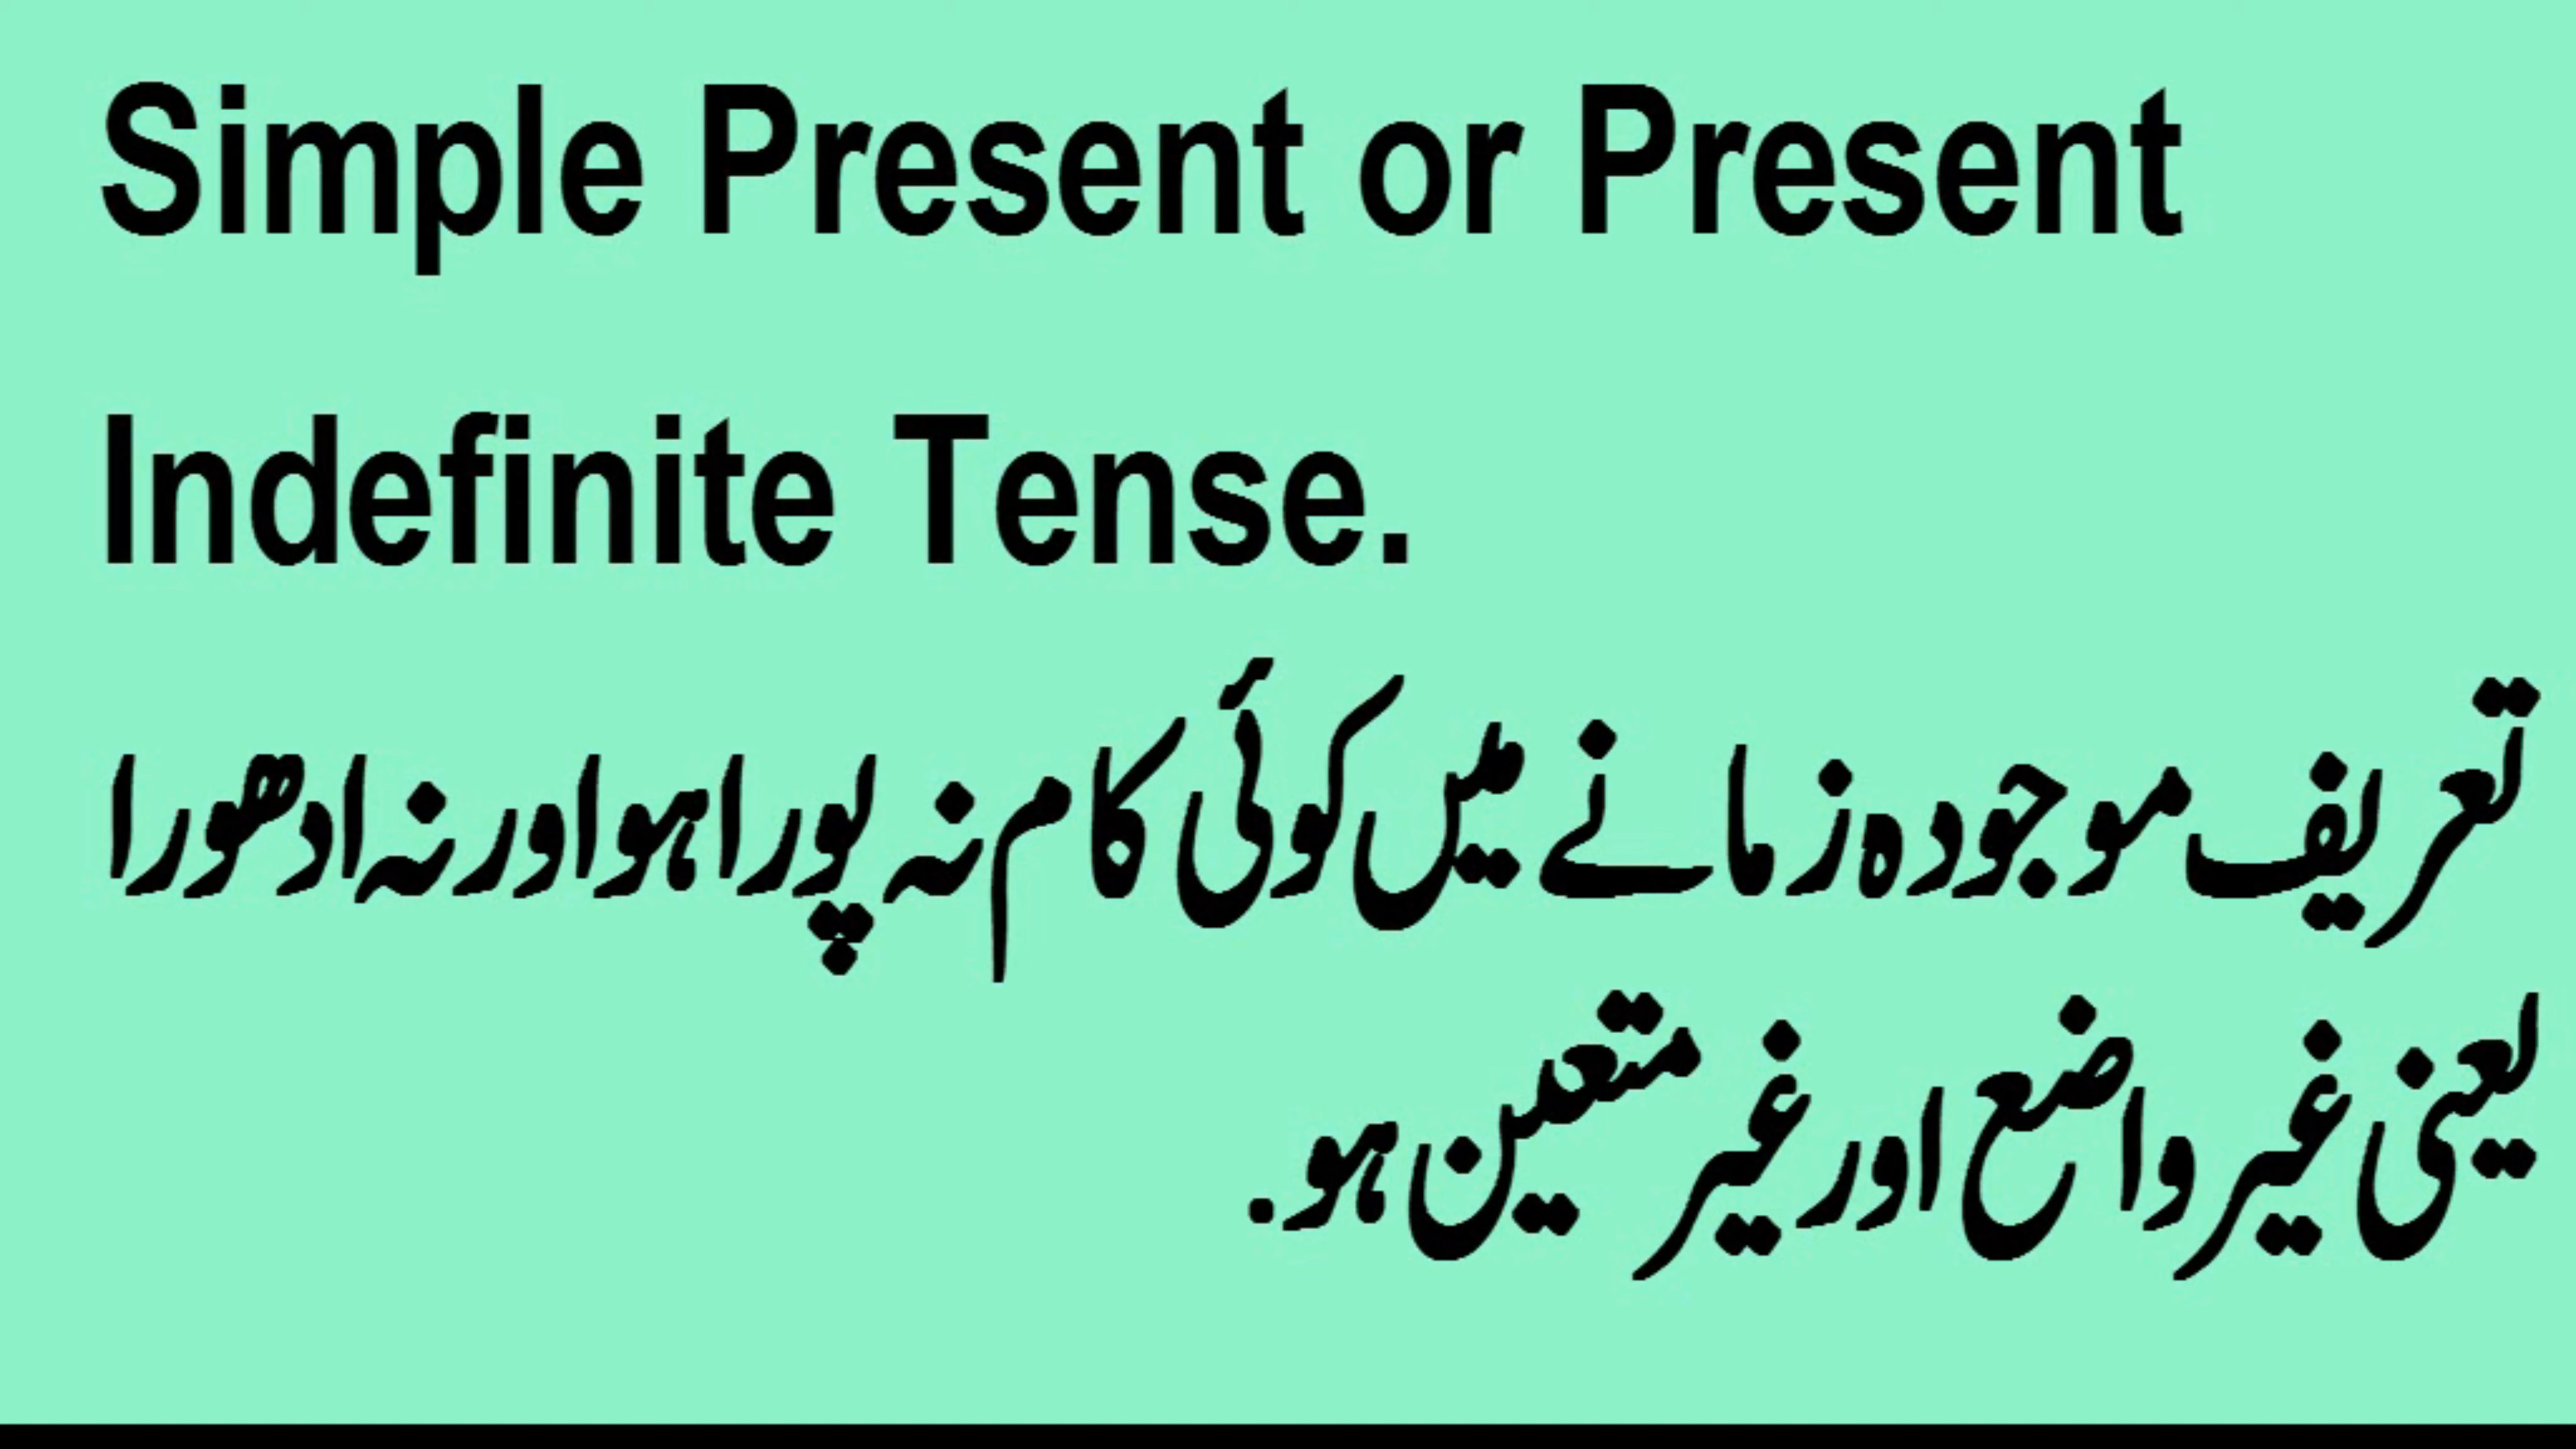 Simple Present or Present
Indefinite Tense.
تعریف موجودہ زمانے میں کوئی کام نہ پورا ہو اور نہ ادھورا
یعنی غیر واضع اور غیر متعین ہو.